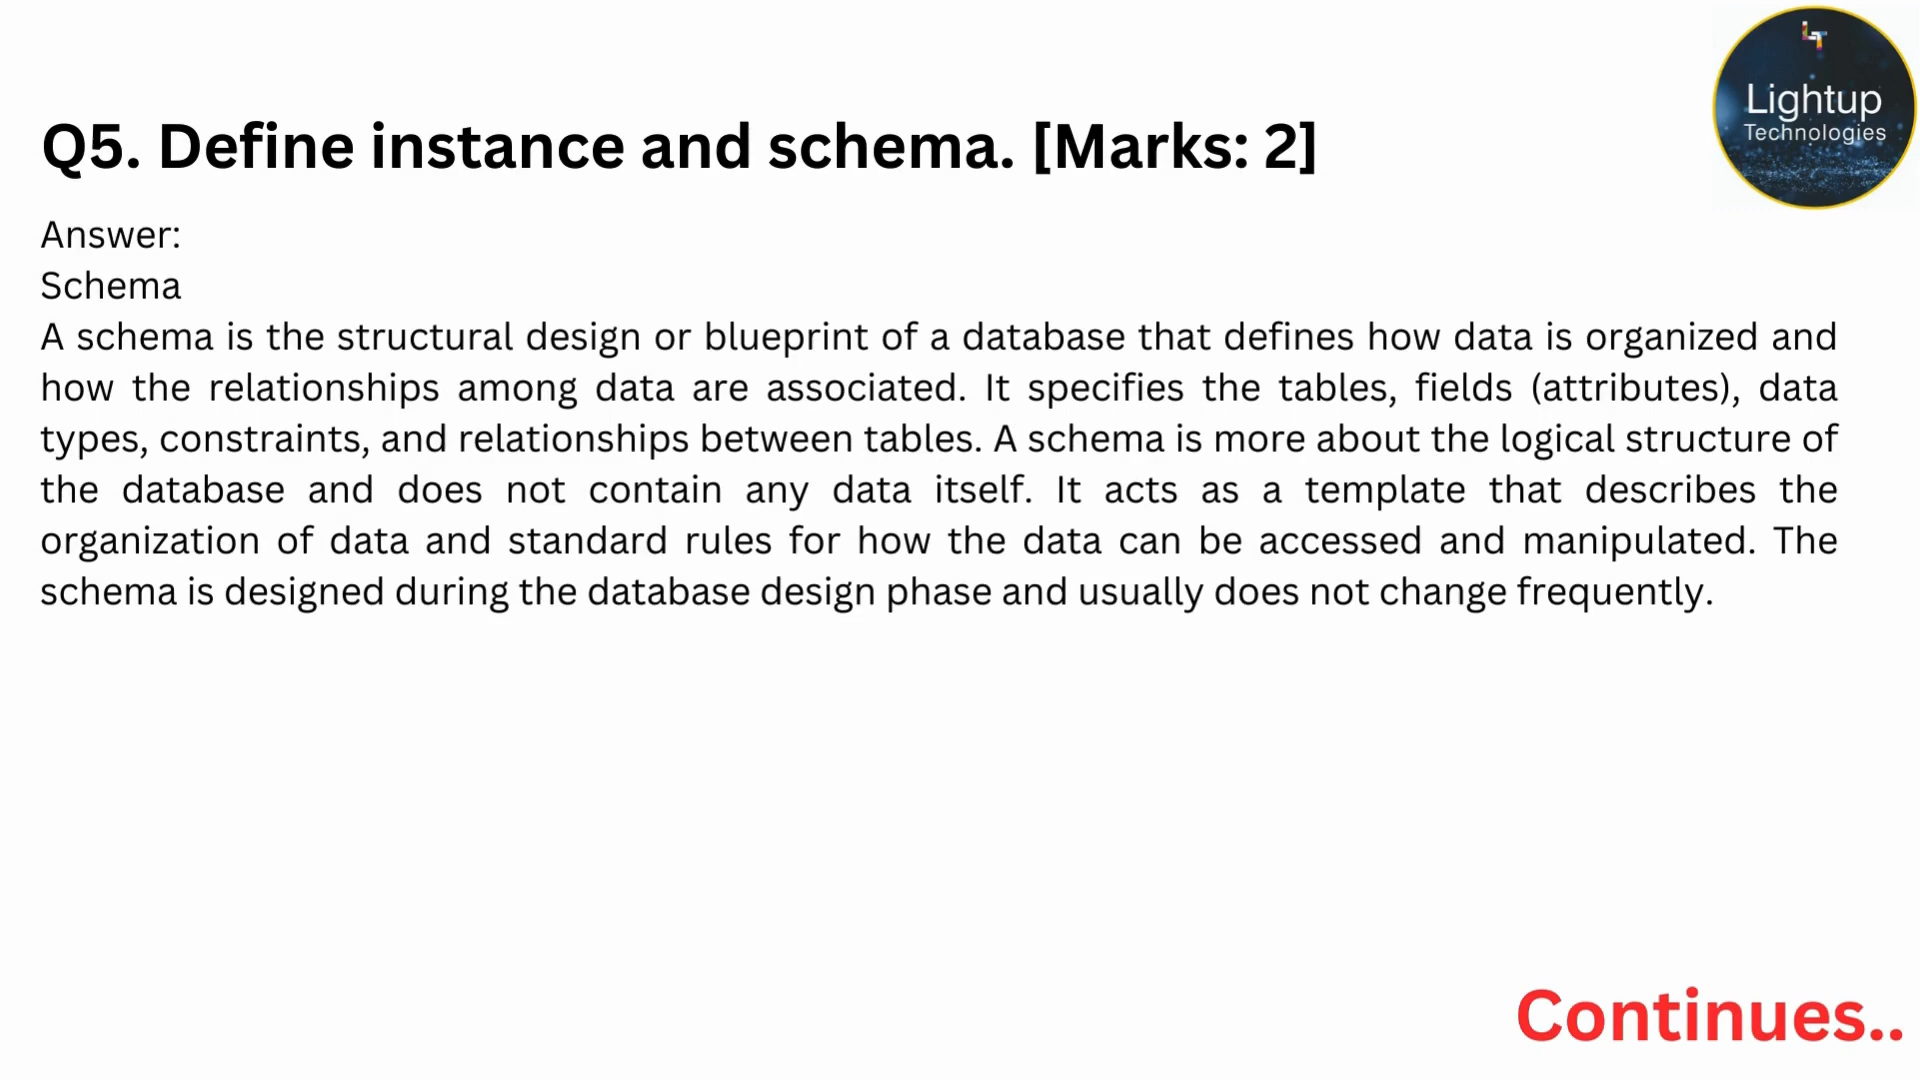 LT
Lightup
Technologies
Q5. Define instance and schema. [Marks: 2]
Answer:
Schema
A schema is the structural design or blueprint of a database that defines how data is organized and
how the relationships among data are associated. It specifies the tables, fields (attributes), data
types, constraints, and relationships between tables. A schema is more about the logical structure of
the database and does not contain any data itself. It acts as a template that describes the
organization of data and standard rules for how the data can be accessed and manipulated. The
schema is designed during the database design phase and usually does not change frequently.
Continues..